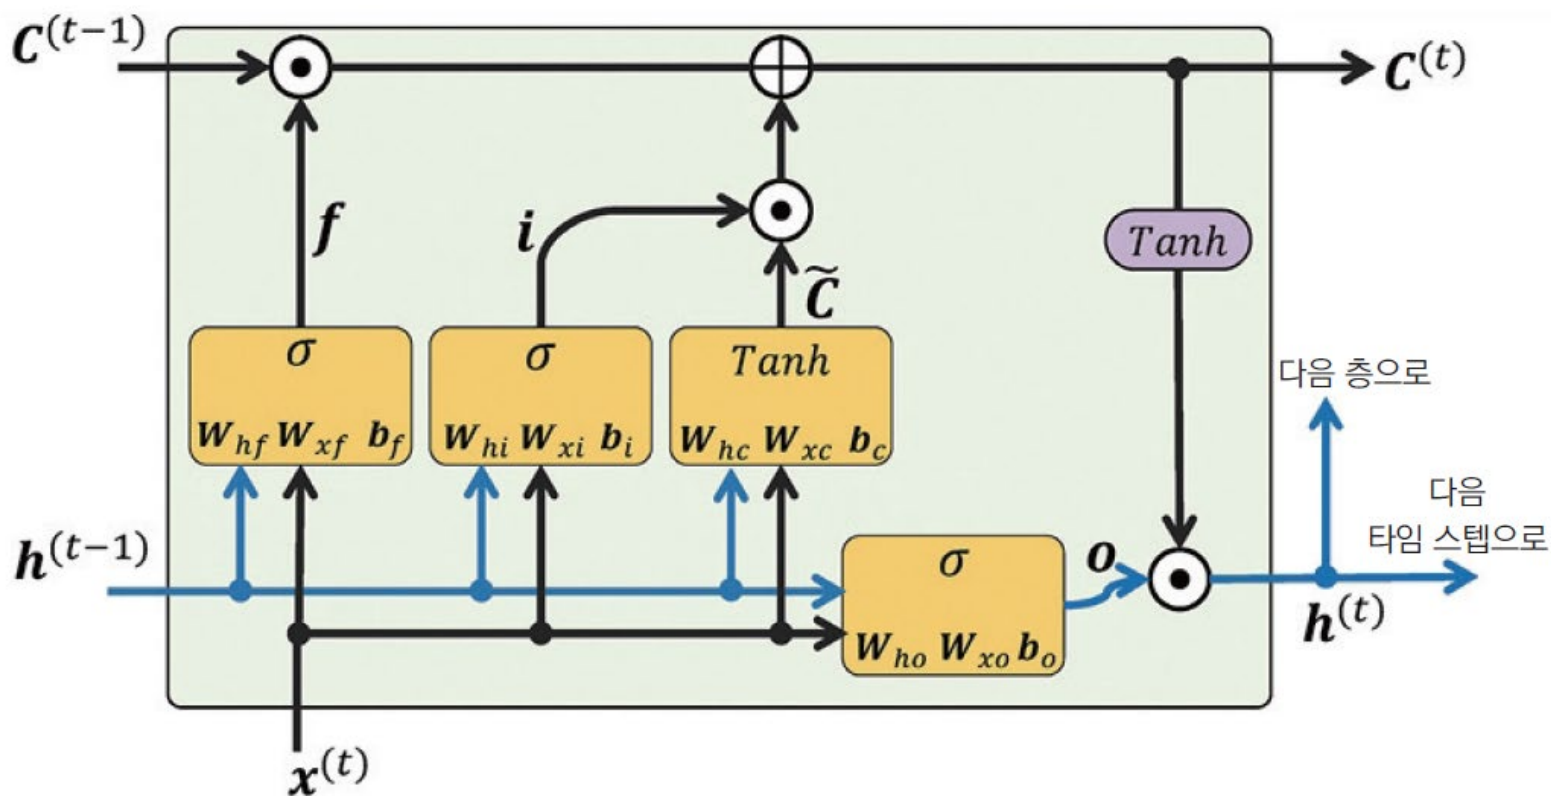 C^(t−1)
C^(t)
f
i
C̃
Tanh
σ
W_hf W_xf b_f
σ
W_hi W_xi b_i
Tanh
W_hc W_xc b_c
다음 층으로
다음
타임 스텝으로
h^(t−1)
σ
W_ho W_xo b_o
o
h^(t)
x^(t)